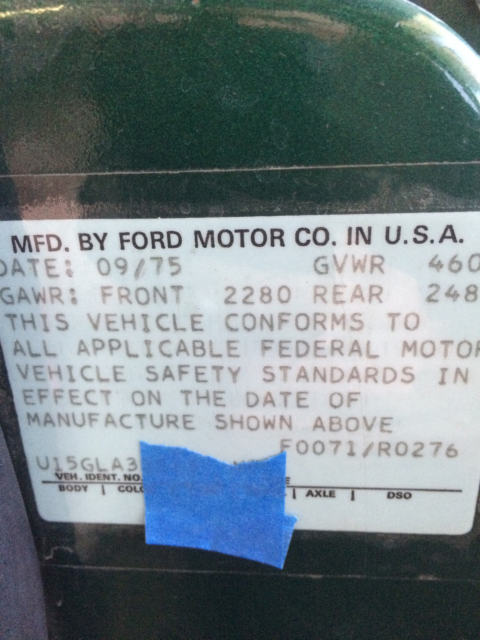 MFD. BY FORD MOTOR CO. IN U.S.A.
DATE: 09/75 GVWR 460
GAWR: FRONT 2280 REAR 248
THIS VEHICLE CONFORMS TO
ALL APPLICABLE FEDERAL MOTOR
VEHICLE SAFETY STANDARDS IN
EFFECT ON THE DATE OF
MANUFACTURE SHOWN ABOVE
F0071/R0276
U15GLA3
VEH. IDENT. NO.
BODY | COLO | AXLE | DSO